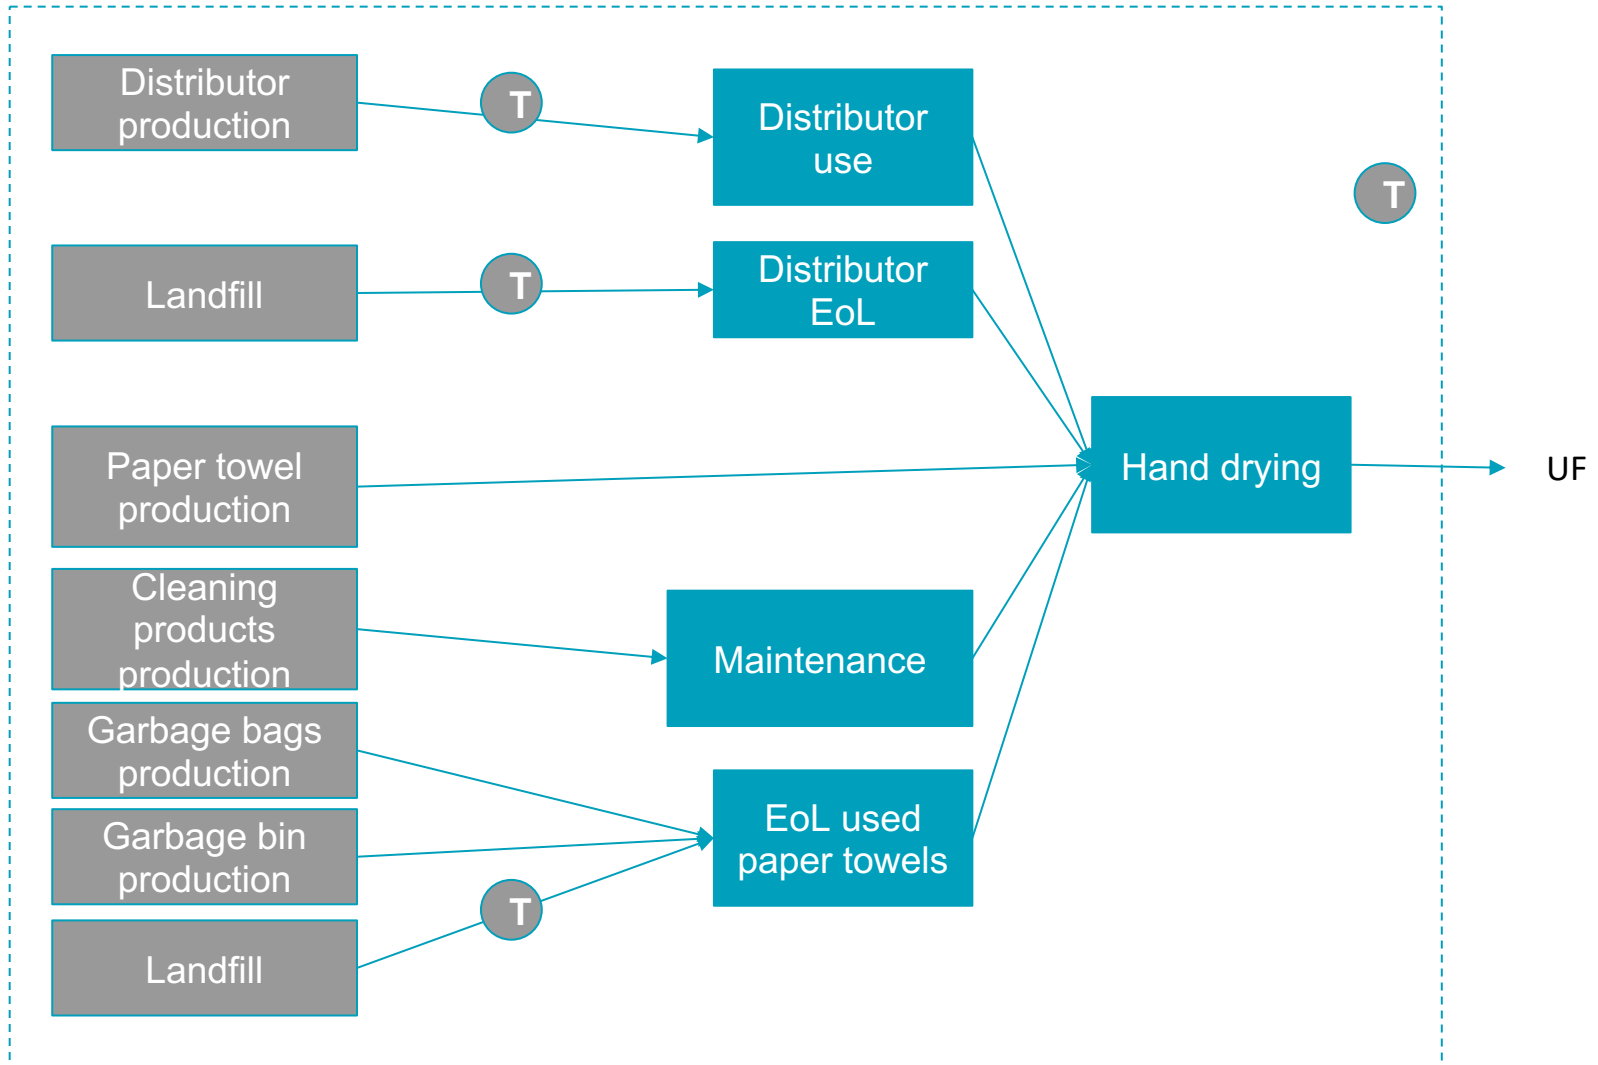 Distributor
production
T
Distributor
use
T
Landfill
T
Distributor
EoL
Paper towel
production
Hand drying
UF
Cleaning
products
production
Maintenance
Garbage bags
production
Garbage bin
production
EoL used
paper towels
T
Landfill